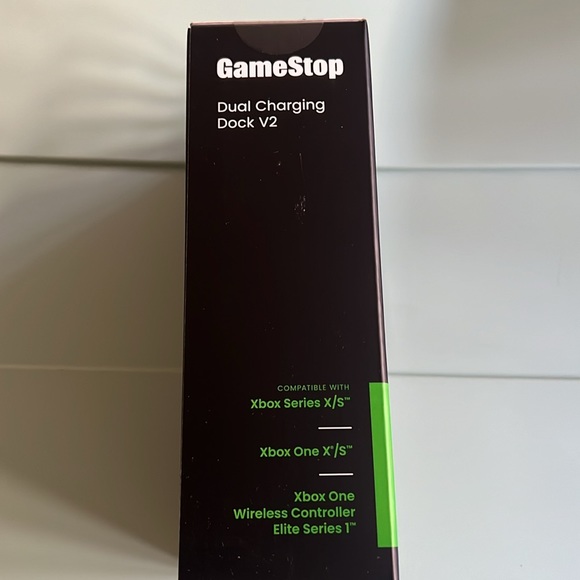 GameStop
Dual Charging
Dock V2
COMPATIBLE WITH
Xbox Series X/S™
Xbox One X®/S™
Xbox One
Wireless Controller
Elite Series 1™